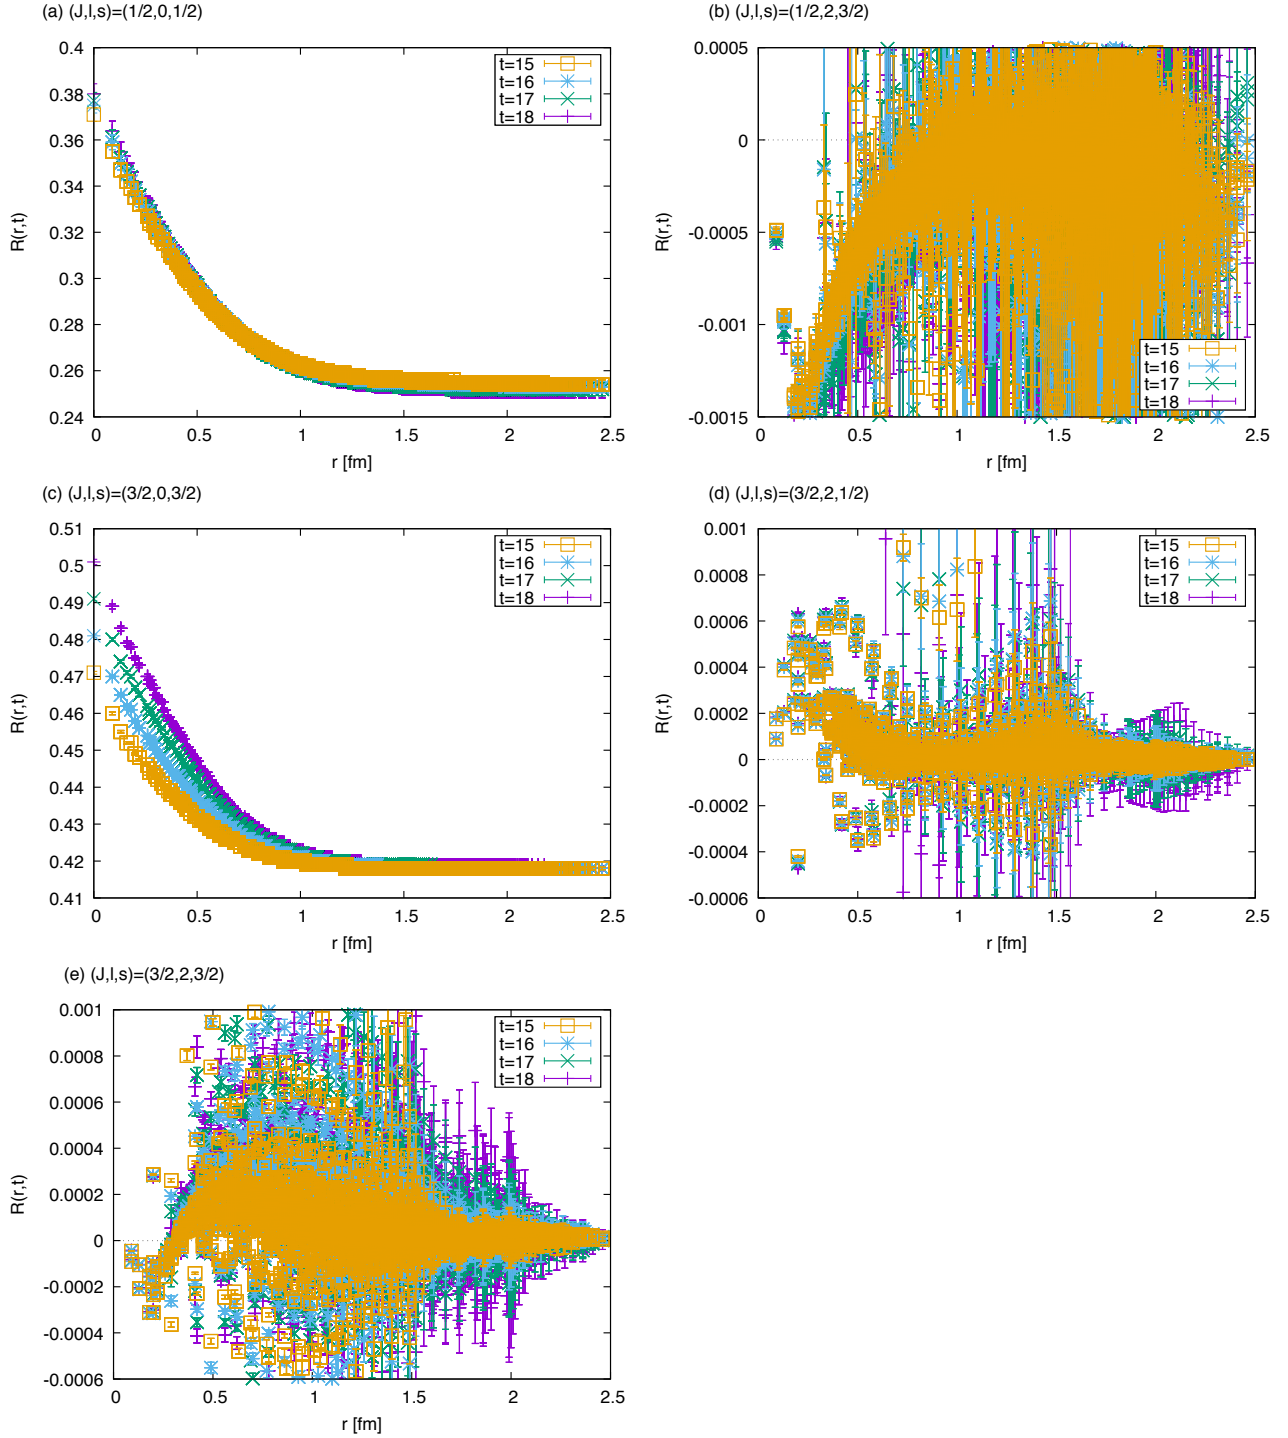 (a) (J,l,s)=(1/2,0,1/2)
0.4
0.38
0.36
0.34
0.32
0.3
0.28
0.26
0.24
R(r,t)
t=15
t=16
t=17
t=18
0 0.5 1 1.5 2 2.5
r [fm]
(b) (J,l,s)=(1/2,2,3/2)
0.0005
0
-0.0005
-0.001
-0.0015
R(r,t)
t=15
t=16
t=17
t=18
0 0.5 1 1.5 2 2.5
r [fm]
(c) (J,l,s)=(3/2,0,3/2)
0.51
0.5
0.49
0.48
0.47
0.46
0.45
0.44
0.43
0.42
0.41
R(r,t)
t=15
t=16
t=17
t=18
0 0.5 1 1.5 2 2.5
r [fm]
(d) (J,l,s)=(3/2,2,1/2)
0.001
0.0008
0.0006
0.0004
0.0002
0
-0.0002
-0.0004
-0.0006
R(r,t)
t=15
t=16
t=17
t=18
0 0.5 1 1.5 2 2.5
r [fm]
(e) (J,l,s)=(3/2,2,3/2)
0.001
0.0008
0.0006
0.0004
0.0002
0
-0.0002
-0.0004
-0.0006
R(r,t)
t=15
t=16
t=17
t=18
0 0.5 1 1.5 2 2.5
r [fm]